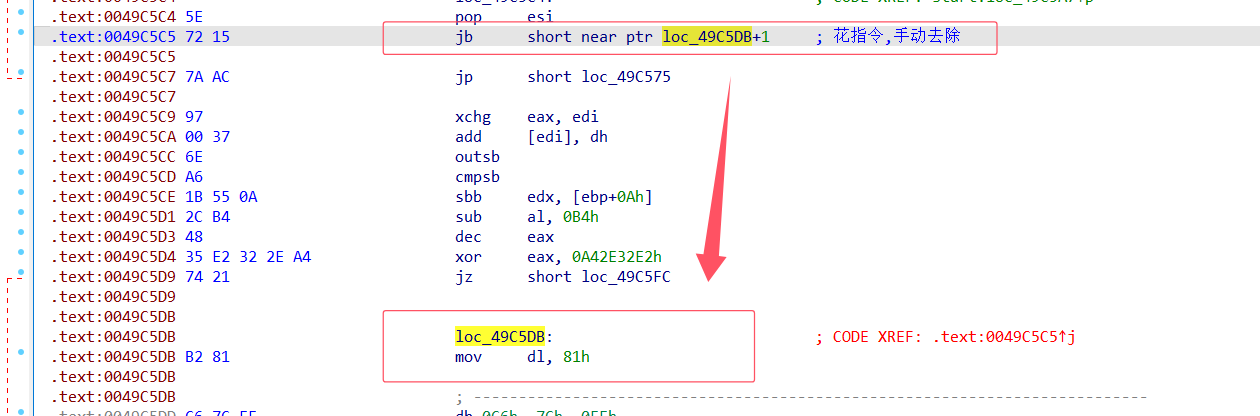 .text:0049C5C4 5E pop esi
.text:0049C5C5 72 15 jb short near ptr loc_49C5DB+1 ; 花指令,手动去除
.text:0049C5C5
.text:0049C5C7 7A AC jp short loc_49C575
.text:0049C5C7
.text:0049C5C9 97 xchg eax, edi
.text:0049C5CA 00 37 add [edi], dh
.text:0049C5CC 6E outsb
.text:0049C5CD A6 cmpsb
.text:0049C5CE 1B 55 0A sbb edx, [ebp+0Ah]
.text:0049C5D1 2C B4 sub al, 0B4h
.text:0049C5D3 48 dec eax
.text:0049C5D4 35 E2 32 2E A4 xor eax, 0A42E32E2h
.text:0049C5D9 74 21 jz short loc_49C5FC
.text:0049C5D9
.text:0049C5DB
.text:0049C5DB loc_49C5DB: ; CODE XREF: .text:0049C5C5↑j
.text:0049C5DB B2 81 mov dl, 81h
.text:0049C5DB
.text:0049C5DB ; ---------------------------------------------------------------------------